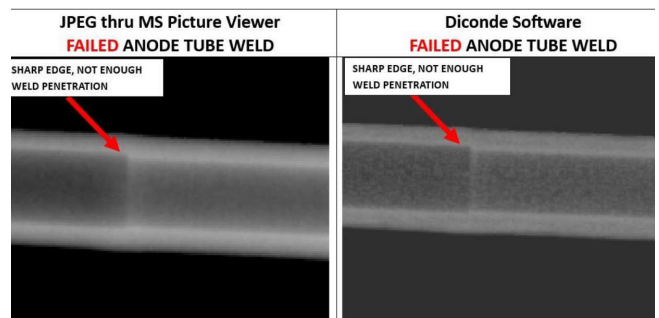 JPEG thru MS Picture Viewer
FAILED ANODE TUBE WELD
SHARP EDGE, NOT ENOUGH
WELD PENETRATION
Diconde Software
FAILED ANODE TUBE WELD
SHARP EDGE, NOT ENOUGH
WELD PENETRATION